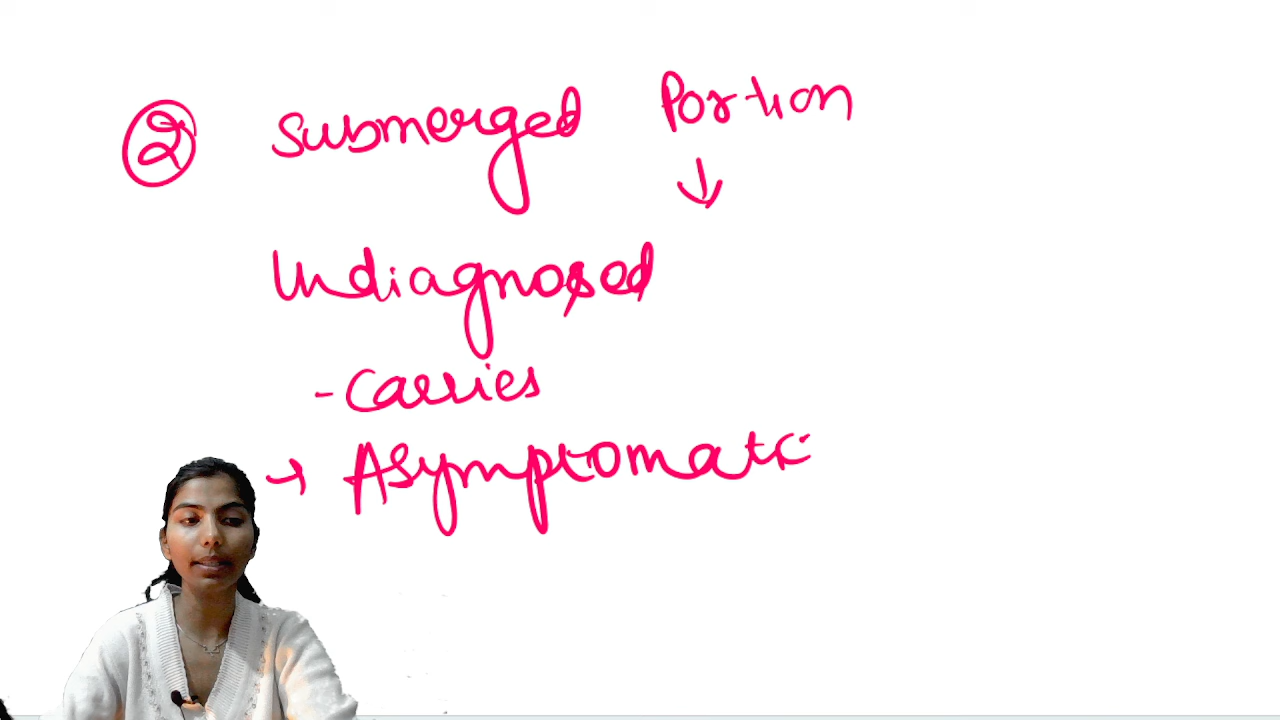 ② Submerged Portion
↓
Undiagnosed
- Carries
→ Asymptomatic